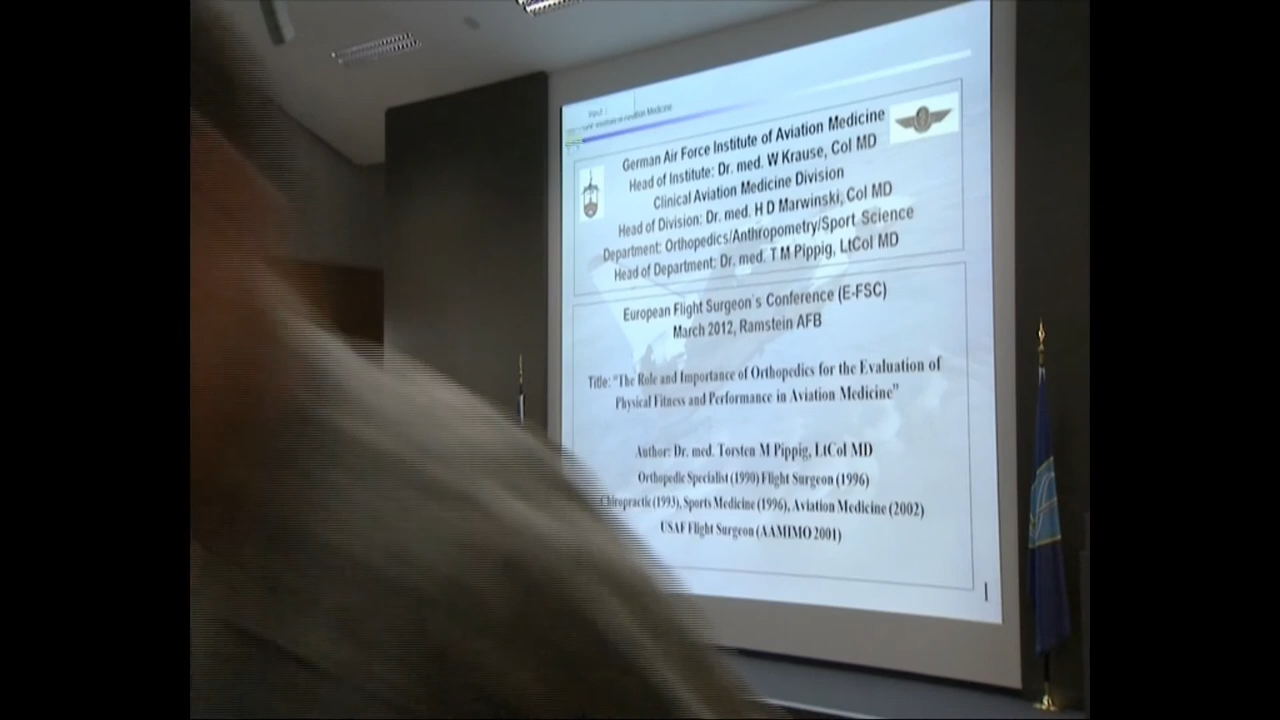 Input :
Aviation Medicine
German Air Force Institute of Aviation Medicine
Head of Institute: Dr. med. W Krause, Col MD
Clinical Aviation Medicine Division
Head of Division: Dr. med. H D Marwinski, Col MD
Department: Orthopedics/Anthropometry/Sport Science
Head of Department: Dr. med. T M Pippig, LtCol MD
European Flight Surgeon`s Conference (E-FSC)
March 2012, Ramstein AFB
Title: "The Role and Importance of Orthopedics for the Evaluation of
Physical Fitness and Performance in Aviation Medicine"
Author: Dr. med. Torsten M Pippig, LtCol MD
Orthopedic Specialist (1990) Flight Surgeon (1996)
Chiropractic (1993), Sports Medicine (1996), Aviation Medicine (2002)
USAF Flight Surgeon (AAMIMO 2001)